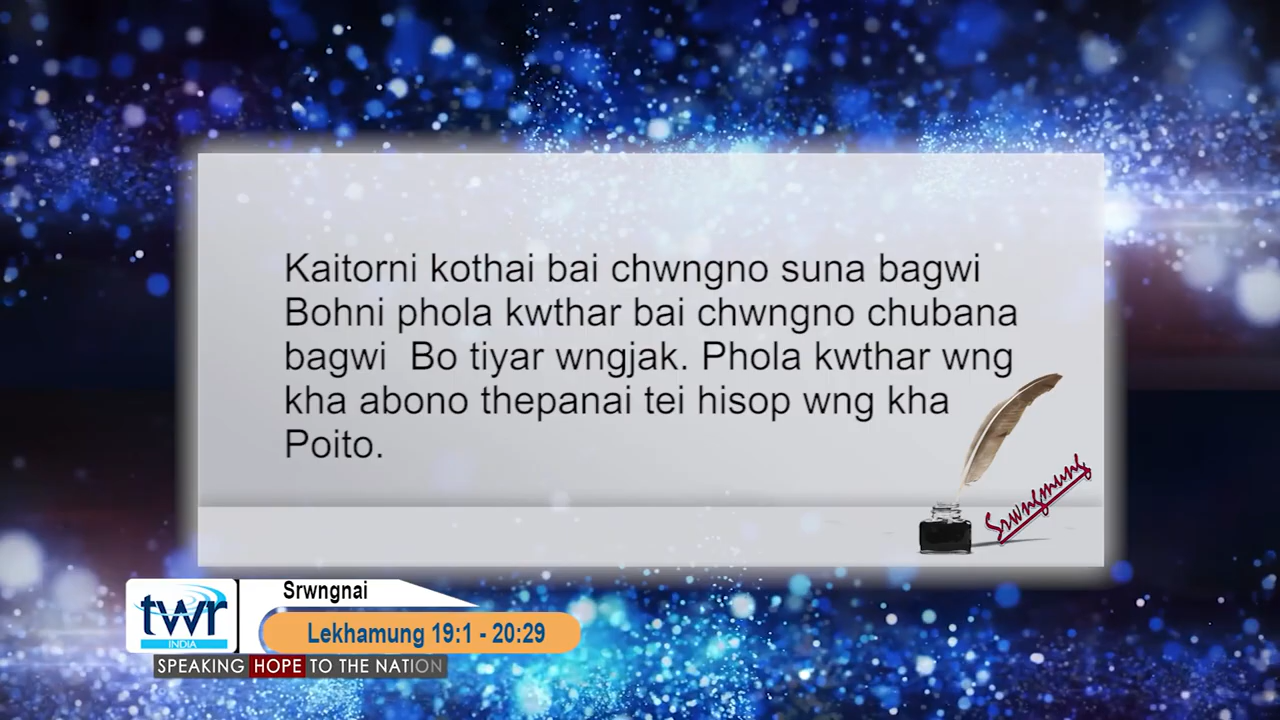 Kaitorni kothai bai chwngno suna bagwi
Bohni phola kwthar bai chwngno chubana
bagwi Bo tiyar wngjak. Phola kwthar wng
kha abono thepanai tei hisop wng kha
Poito.
Srwngmung
twr
INDIA
Srwngnai
Lekhamung 19:1 - 20:29
SPEAKING HOPE TO THE NATION